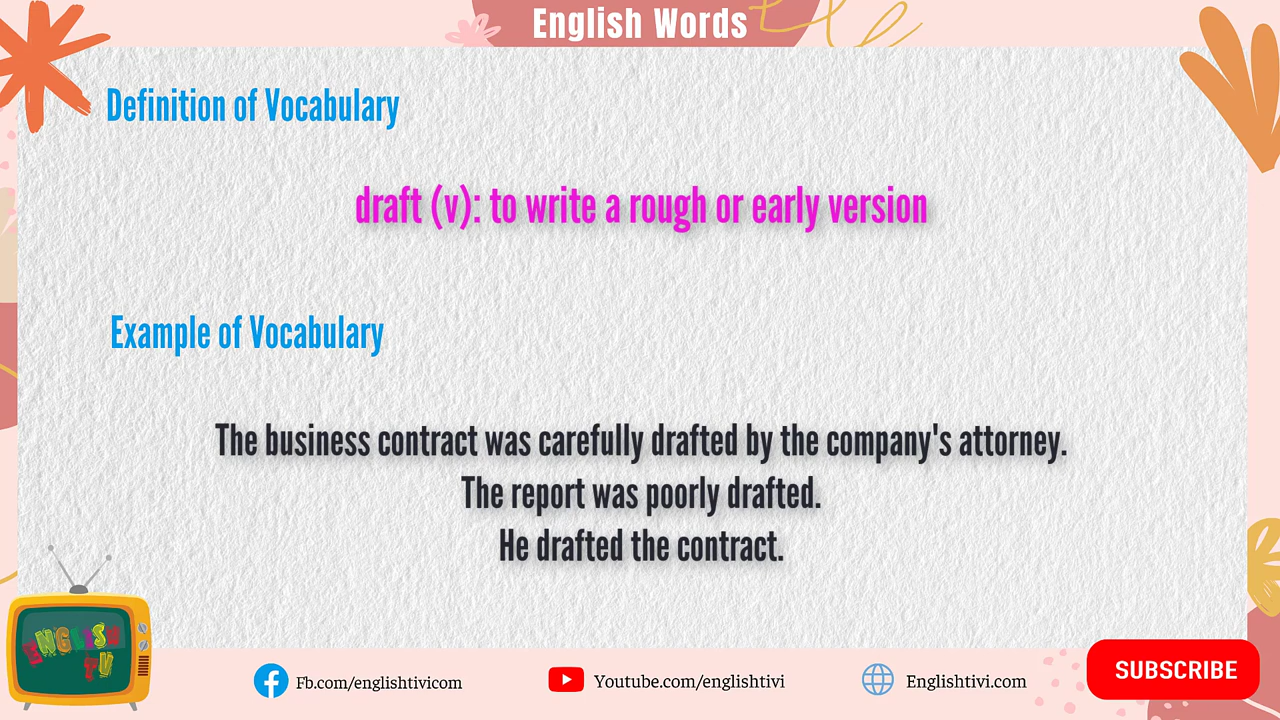 English Words
Definition of Vocabulary
draft (v): to write a rough or early version
Example of Vocabulary
The business contract was carefully drafted by the company's attorney.
The report was poorly drafted.
He drafted the contract.
ENGLISH
TV
Fb.com/englishtivicom
Youtube.com/englishtivi
Englishtivi.com
SUBSCRIBE